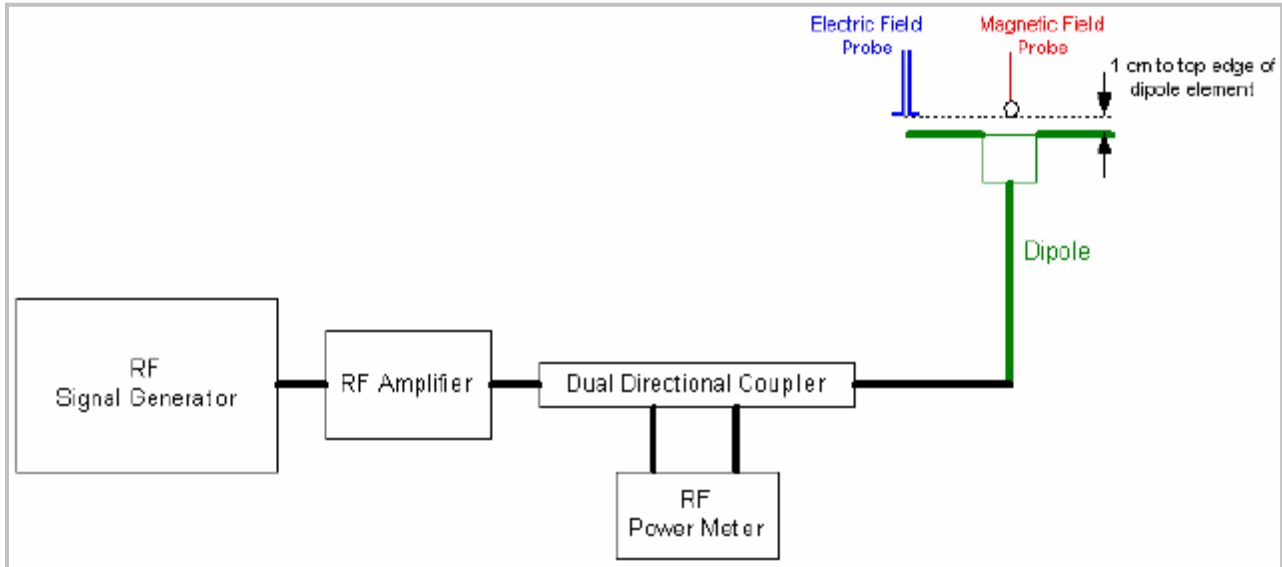 Electric Field
Probe
Magnetic Field
Probe
1 cm to top edge of
dipole element
Dipole
RF
Signal Generator
RF Amplifier
Dual Directional Coupler
RF
Power Meter